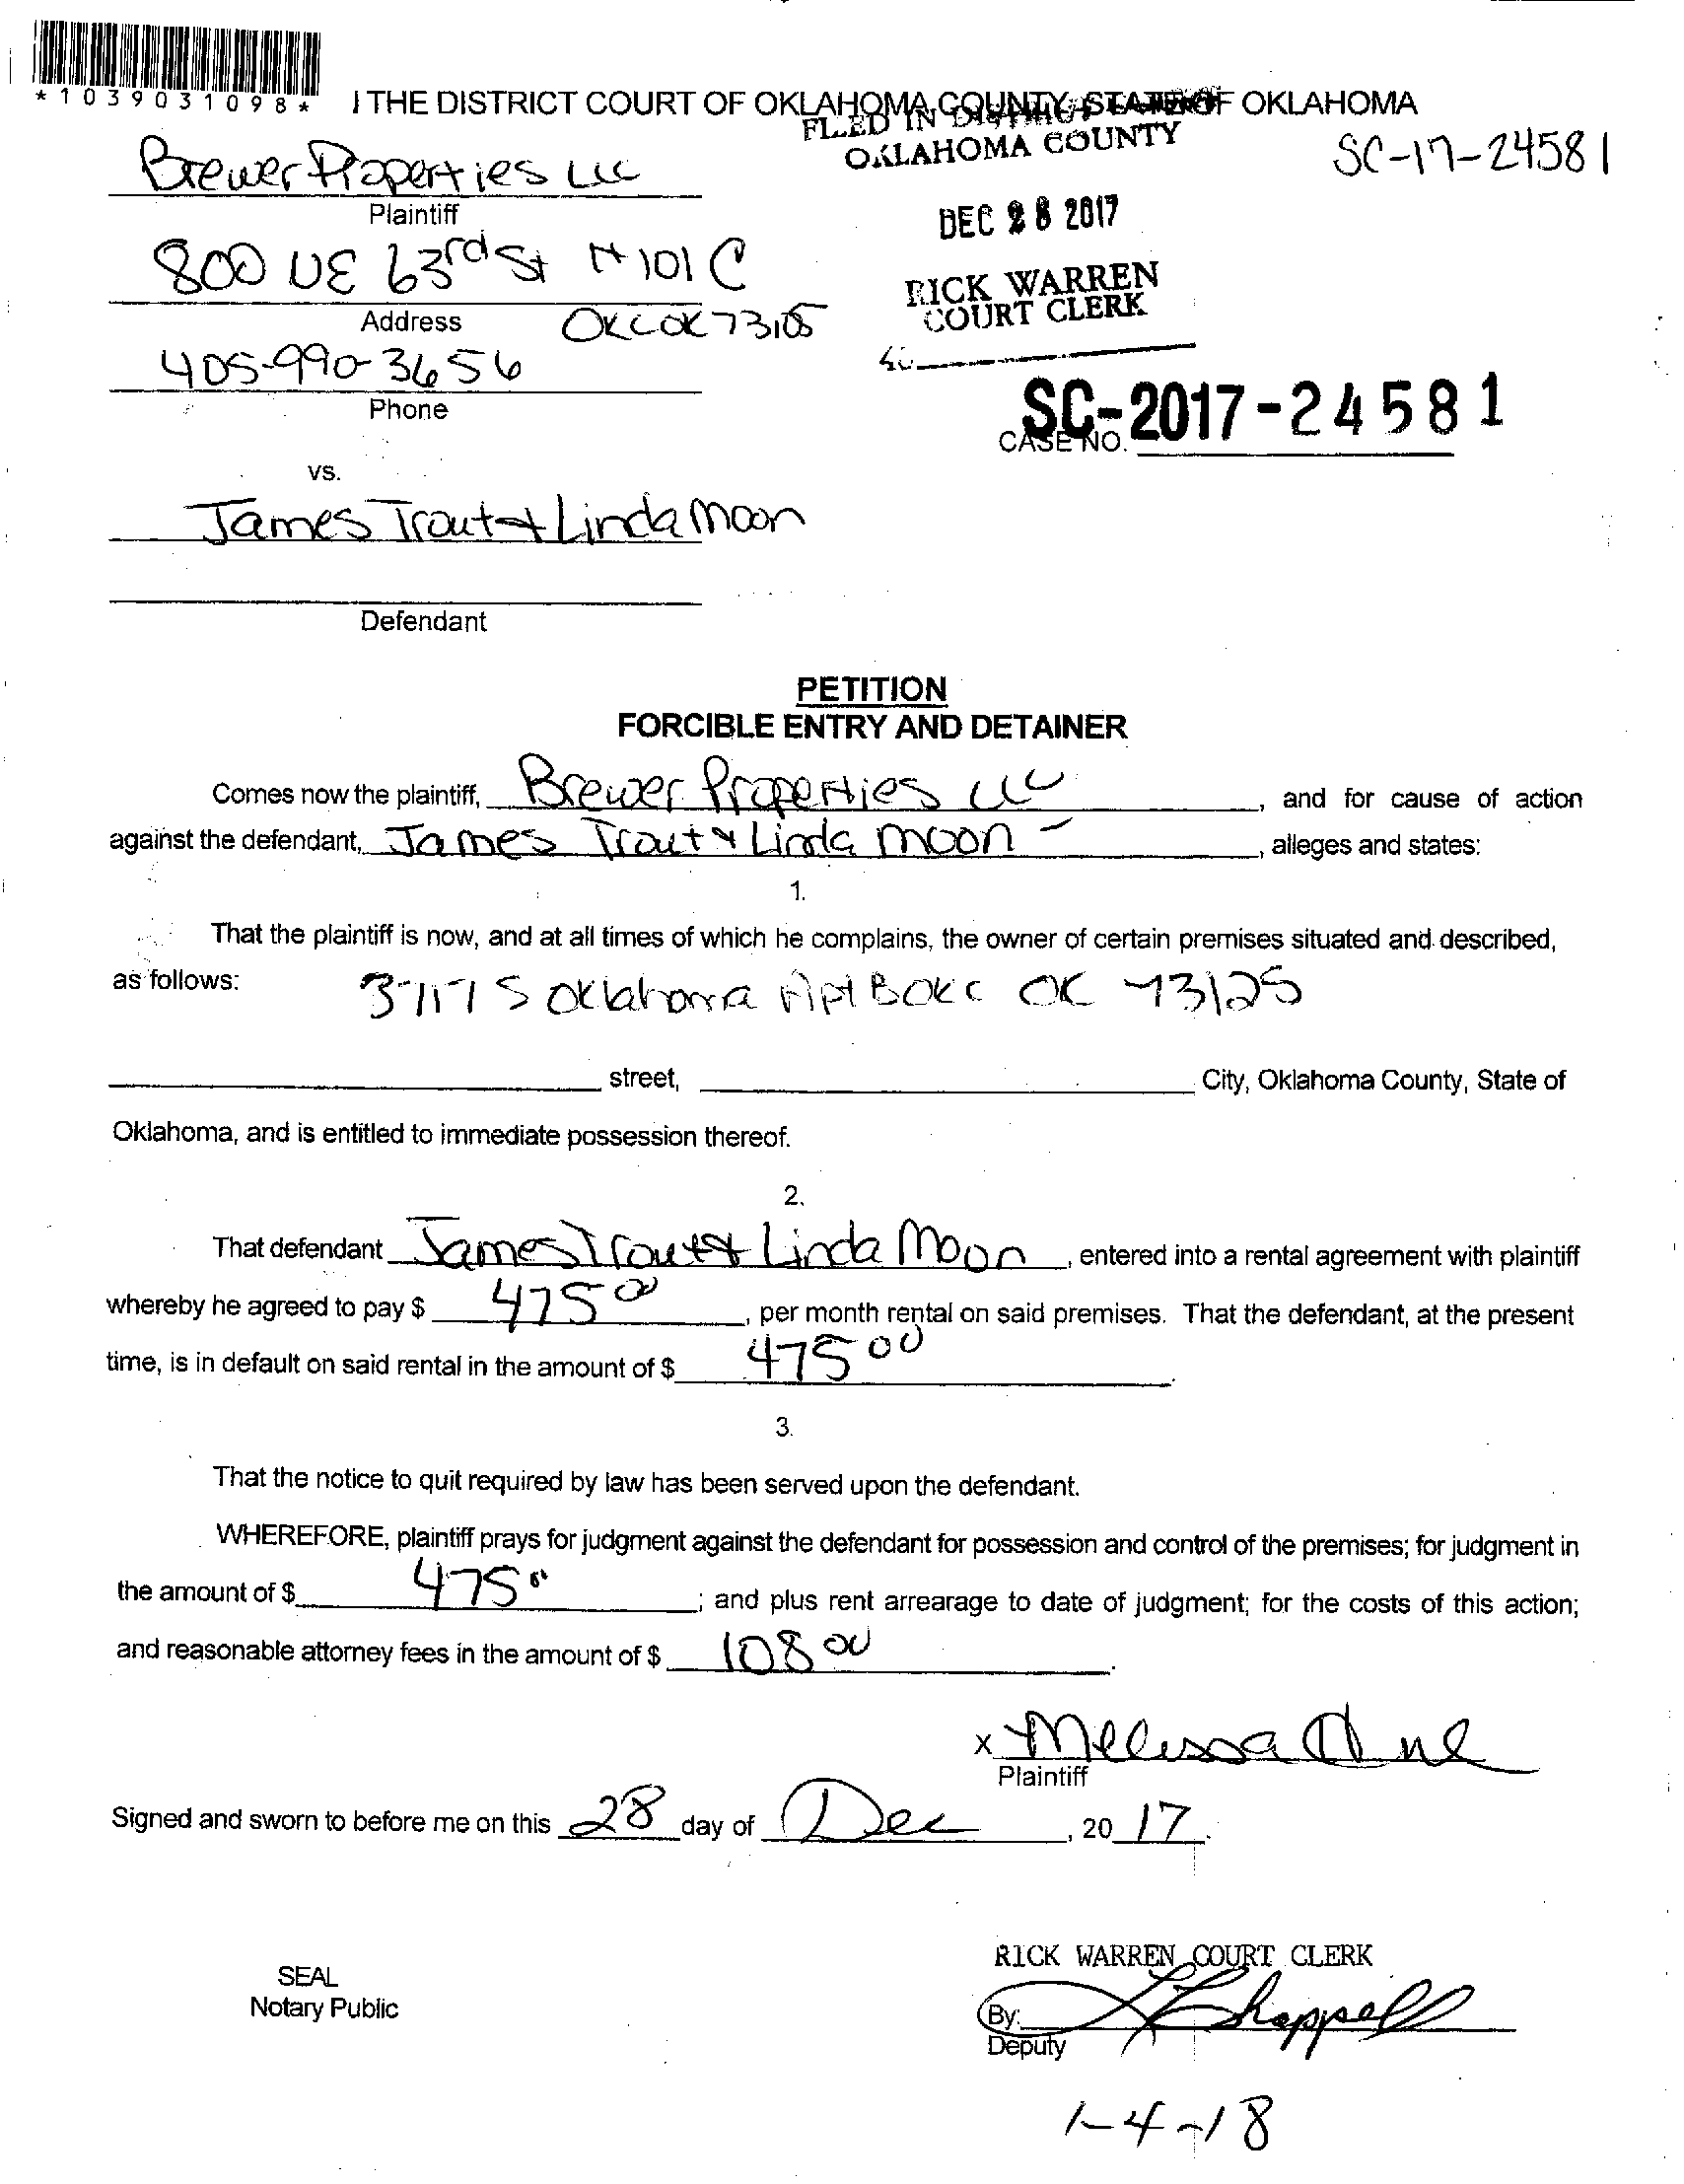 *1039031098*
I THE DISTRICT COURT OF OKLAHOMA COUNTY, STATE OF OKLAHOMA
FILED IN DISTRICT COURT
OKLAHOMA COUNTY
SC-17-24581
Brewer Properties LLC
Plaintiff
DEC 28 2017
800 NE 63rd St # 101 C
RICK WARREN
COURT CLERK
Address
OKC OK 73105
405-990-3656
Phone
SC-2017-24581
CASE NO.
vs.
James Trout & Linda Moon
Defendant
PETITION
FORCIBLE ENTRY AND DETAINER
Comes now the plaintiff, Brewer Properties LLC, and for cause of action
against the defendant, James Trout & Linda Moon, alleges and states:
1.
That the plaintiff is now, and at all times of which he complains, the owner of certain premises situated and described,
as follows: S Oklahoma Apt B OKC OK
street, City, Oklahoma County, State of
Oklahoma, and is entitled to immediate possession thereof.
2.
That defendant James Trout & Linda Moon, entered into a rental agreement with plaintiff
whereby he agreed to pay $ 475 00, per month rental on said premises. That the defendant, at the present
time, is in default on said rental in the amount of $ 475 00.
3.
That the notice to quit required by law has been served upon the defendant.
WHEREFORE, plaintiff prays for judgment against the defendant for possession and control of the premises; for judgment in
the amount of $ 475 00; and plus rent arrearage to date of judgment; for the costs of this action;
and reasonable attorney fees in the amount of $ 108 00.
x Melissa
Plaintiff
Signed and sworn to before me on this 28 day of Dec, 20 17.
RICK WARREN COURT CLERK
SEAL
Notary Public
By: Chappell
Deputy
1-4-18